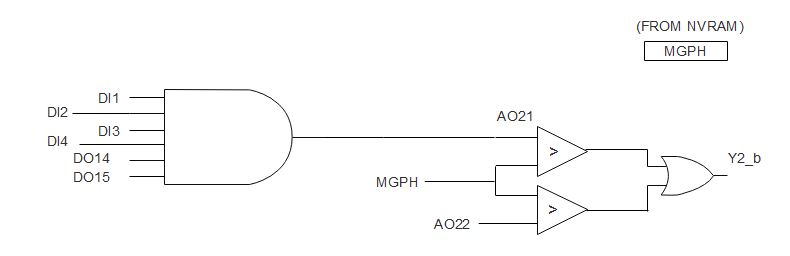 (FROM NVRAM)
MGPH
DI1
DI2
DI3
DI4
DO14
DO15
AO21
>
MGPH
>
AO22
Y2_b